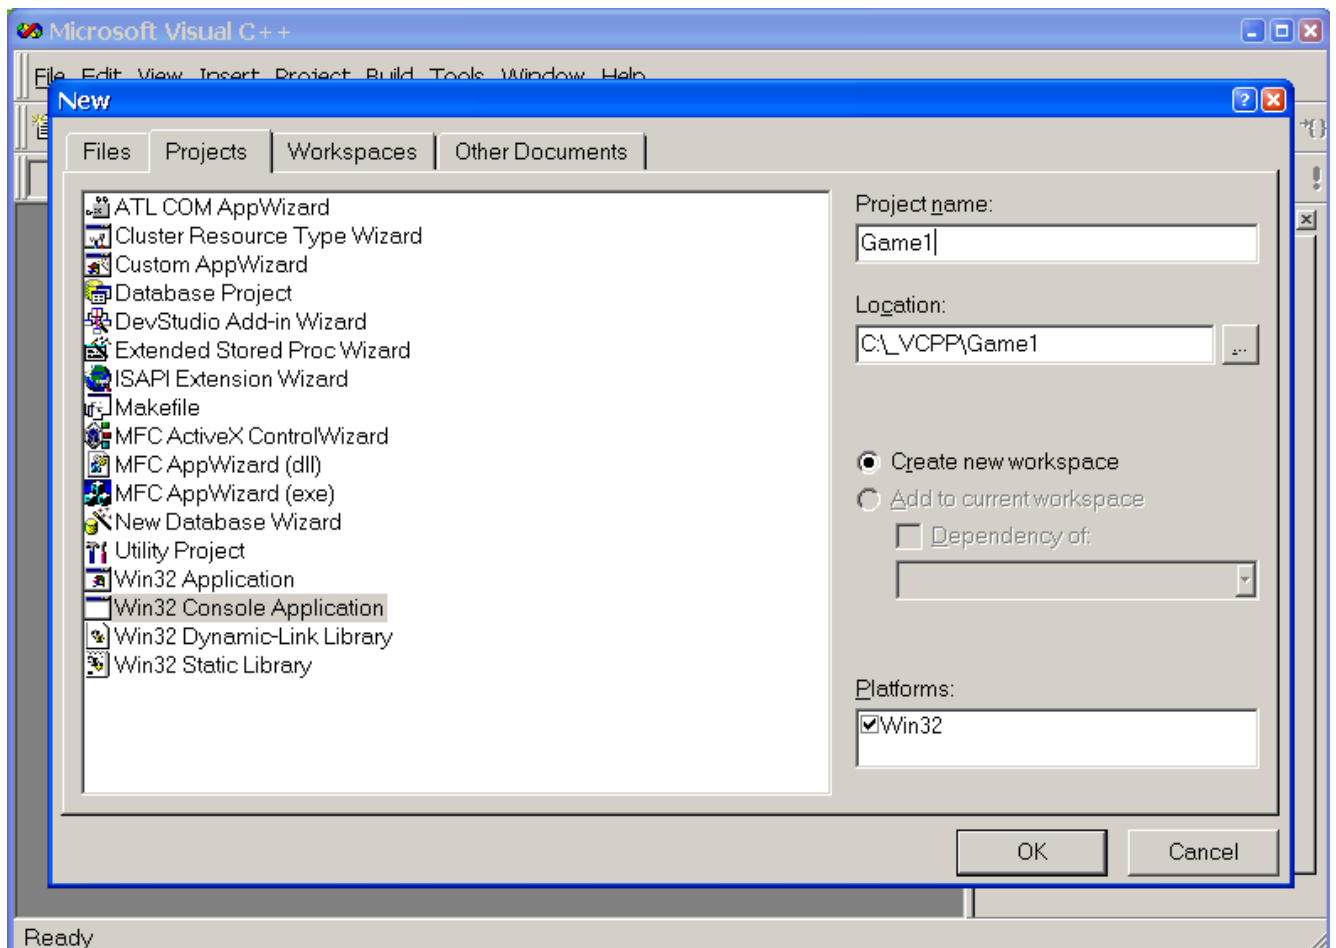 Microsoft Visual C++
File Edit View Insert Project Build Tools Window Help
New
Files Projects Workspaces Other Documents
ATL COM AppWizard
Cluster Resource Type Wizard
Custom AppWizard
Database Project
DevStudio Add-in Wizard
Extended Stored Proc Wizard
ISAPI Extension Wizard
Makefile
MFC ActiveX ControlWizard
MFC AppWizard (dll)
MFC AppWizard (exe)
New Database Wizard
Utility Project
Win32 Application
Win32 Console Application
Win32 Dynamic-Link Library
Win32 Static Library
Project name:
Game1
Location:
C:\_VCPP\Game1
...
Create new workspace
Add to current workspace
Dependency of:
Platforms:
Win32
OK Cancel
Ready